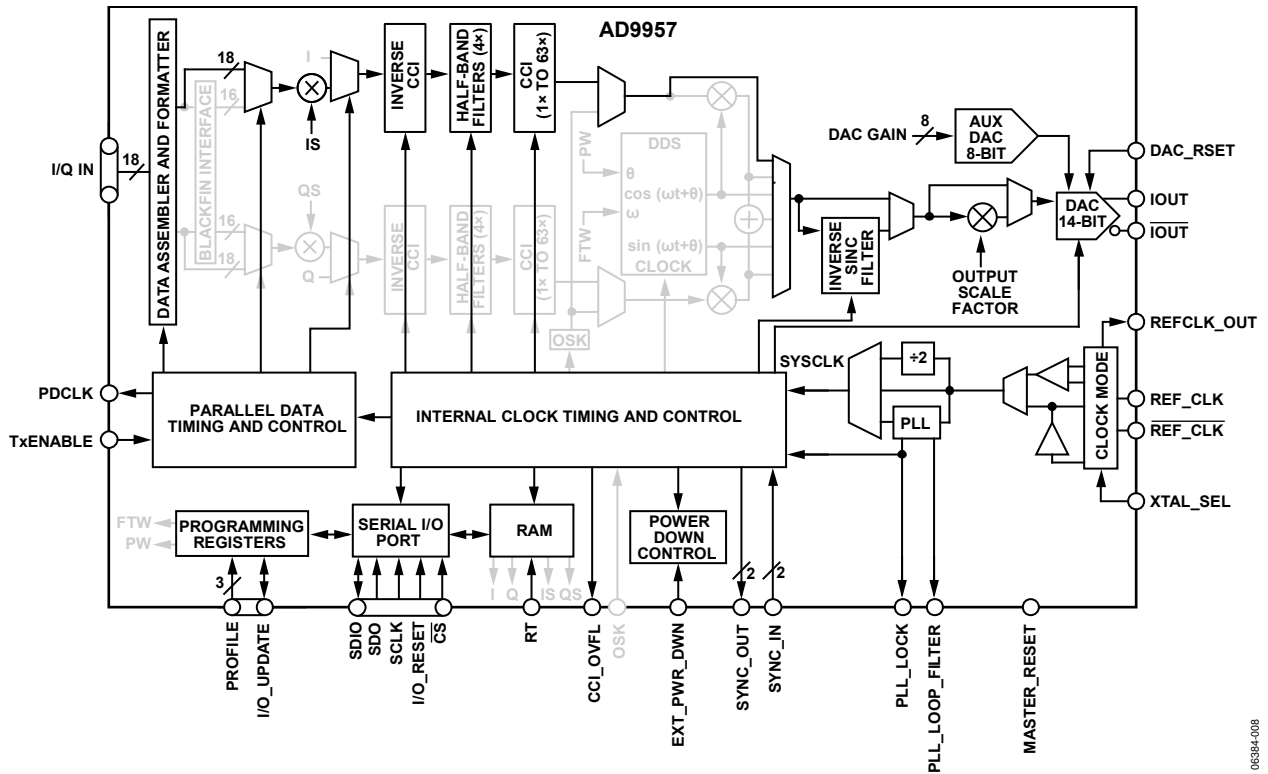 AD9957
I/Q IN
18
DATA ASSEMBLER AND FORMATTER
BLACKFIN INTERFACE
18
16
16
18
IS
QS
I
Q
INVERSE
CCI
HALF-BAND
FILTERS (4×)
CCI
(1× TO 63×)
INVERSE
CCI
HALF-BAND
FILTERS (4×)
CCI
(1× TO 63×)
OSK
PW
FTW
DDS
θ
cos (ωt+θ)
ω
sin (ωt+θ)
CLOCK
INVERSE
SINC
FILTER
OUTPUT
SCALE
FACTOR
DAC GAIN
8
AUX
DAC
8-BIT
DAC
14-BIT
DAC_RSET
IOUT
IOUT
REFCLK_OUT
REF_CLK
REF_CLK
XTAL_SEL
CLOCK MODE
÷2
PLL
SYSCLK
PDCLK
TxENABLE
PARALLEL DATA
TIMING AND CONTROL
INTERNAL CLOCK TIMING AND CONTROL
FTW
PW
PROGRAMMING
REGISTERS
SERIAL I/O
PORT
RAM
POWER
DOWN
CONTROL
3
I
Q
IS
QS
2
2
PROFILE
I/O_UPDATE
SDIO
SDO
SCLK
I/O_RESET
CS
RT
CCI_OVFL
OSK
EXT_PWR_DWN
SYNC_OUT
SYNC_IN
PLL_LOCK
PLL_LOOP_FILTER
MASTER_RESET
06384-008